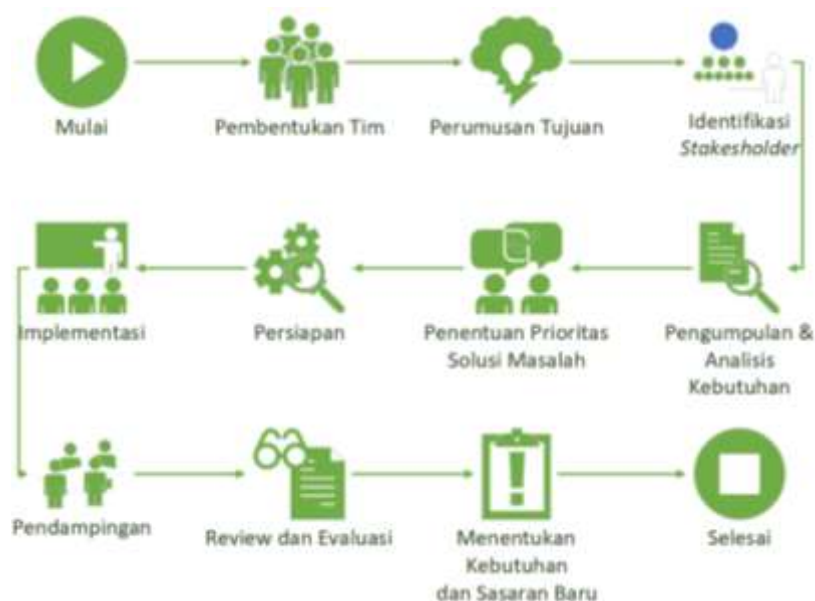 Mulai
Pembentukan Tim
Perumusan Tujuan
Identifikasi
Stakesholder
Implementasi
Persiapan
Penentuan Prioritas
Solusi Masalah
Pengumpulan &
Analisis
Kebutuhan
Pendampingan
Review dan Evaluasi
Menentukan
Kebutuhan
dan Sasaran Baru
Selesai